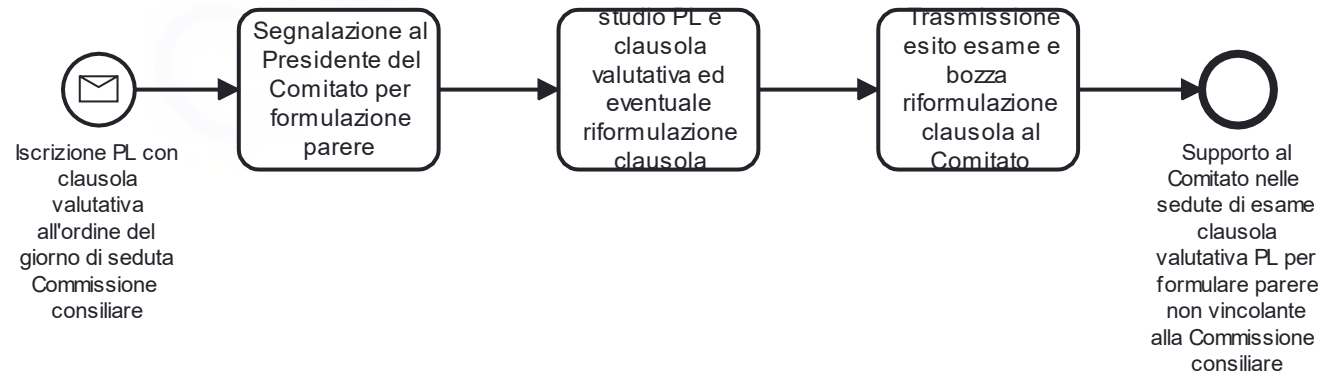 Iscrizione PL con
clausola
valutativa
all'ordine del
giorno di seduta
Commissione
consiliare
Segnalazione al
Presidente del
Comitato per
formulazione
parere
studio PL e
clausola
valutativa ed
eventuale
riformulazione
clausola
Trasmissione
esito esame e
bozza
riformulazione
clausola al
Comitato
Supporto al
Comitato nelle
sedute di esame
clausola
valutativa PL per
formulare parere
non vincolante
alla Commissione
consiliare